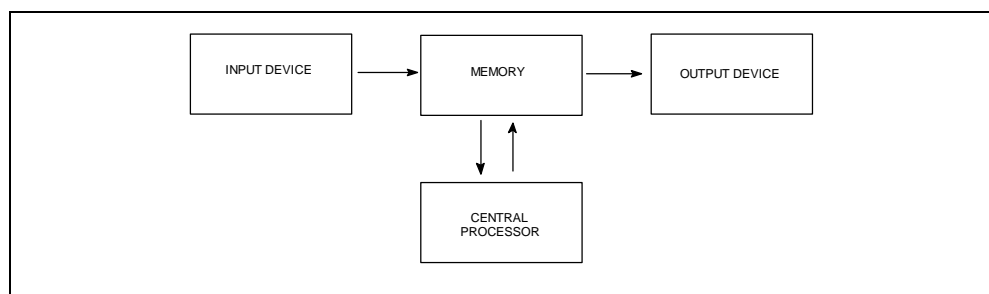 INPUT DEVICE
MEMORY
OUTPUT DEVICE
CENTRAL
PROCESSOR